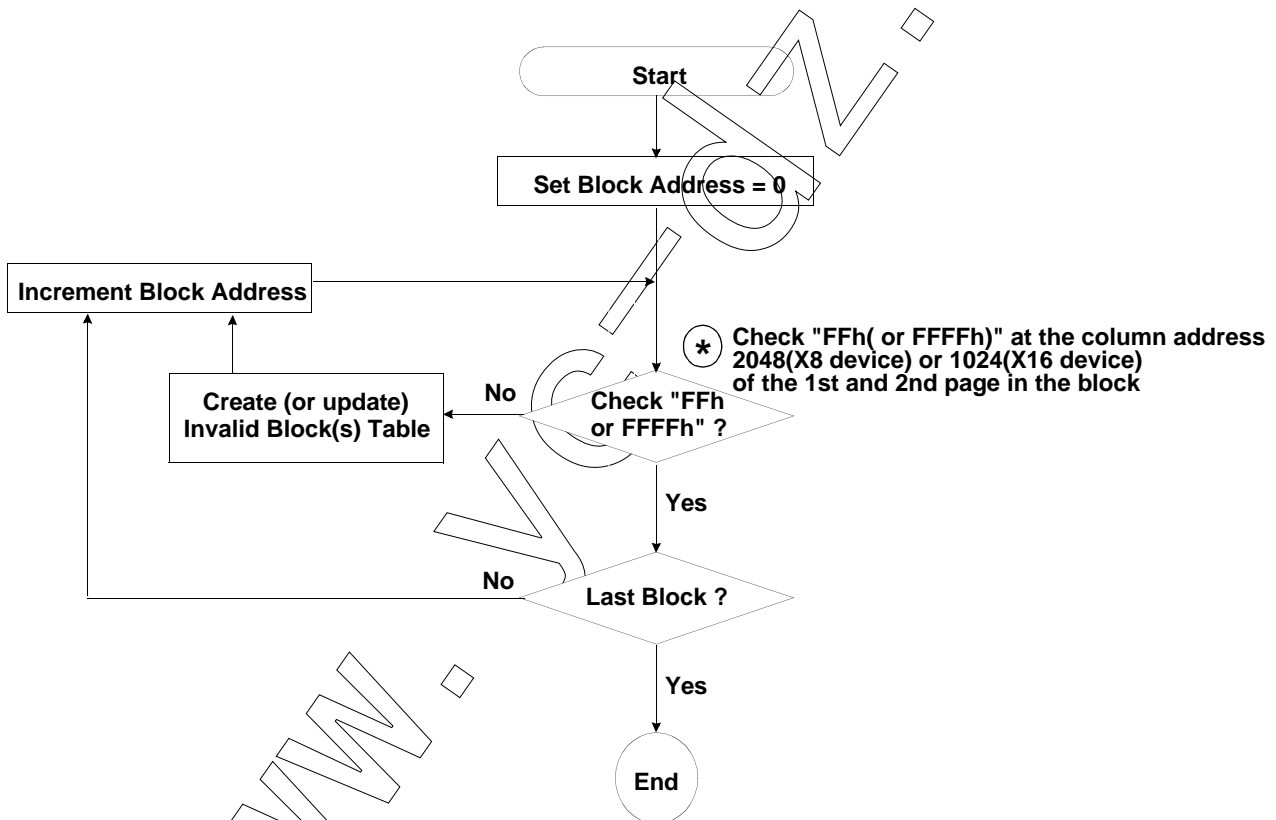 Start
Set Block Address = 0
Increment Block Address
* Check "FFh( or FFFFh)" at the column address
2048(X8 device) or 1024(X16 device)
of the 1st and 2nd page in the block
No
Create (or update)
Invalid Block(s) Table
Check "FFh
or FFFFh" ?
Yes
No
Last Block ?
Yes
End